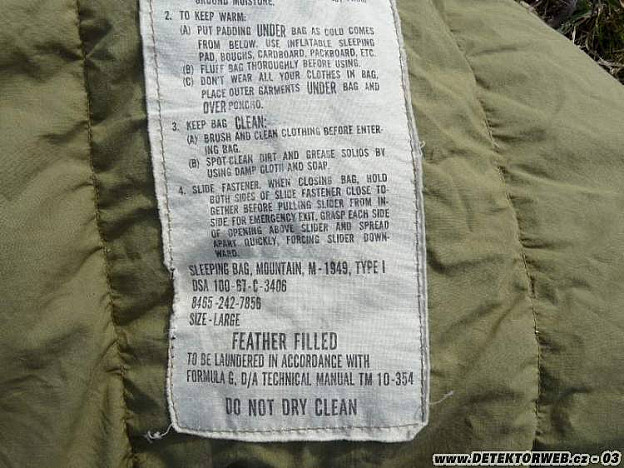 GROUND MOISTURE.
2. TO KEEP WARM:
(A) PUT PADDING UNDER BAG AS COLD COMES
FROM BELOW. USE INFLATABLE SLEEPING
PAD, BOUGHS, CARDBOARD, PACKBOARD, ETC.
(B) FLUFF BAG THOROUGHLY BEFORE USING.
(C) DON'T WEAR ALL YOUR CLOTHES IN BAG,
PLACE OUTER GARMENTS UNDER BAG AND
OVER PONCHO.
3. KEEP BAG CLEAN:
(A) BRUSH AND CLEAN CLOTHING BEFORE ENTER-
ING BAG.
(B) SPOT-CLEAN DIRT AND GREASE SOLIDS BY
USING DAMP CLOTH AND SOAP.
4. SLIDE FASTENER. WHEN CLOSING BAG, HOLD
BOTH SIDES OF SLIDE FASTENER CLOSE TO-
GETHER BEFORE PULLING SLIDER FROM IN-
SIDE FOR EMERGENCY EXIT, GRASP EACH SIDE
OF OPENING ABOVE SLIDER AND SPREAD
APART QUICKLY, FORCING SLIDER DOWN-
WARD.
SLEEPING BAG, MOUNTAIN, M-1949, TYPE I
DSA 100-67-C-3406
8465-242-7856
SIZE-LARGE
FEATHER FILLED
TO BE LAUNDERED IN ACCORDANCE WITH
FORMULA G, D/A TECHNICAL MANUAL TM 10-354
DO NOT DRY CLEAN
www.DETEKTORWEB.cz - 03